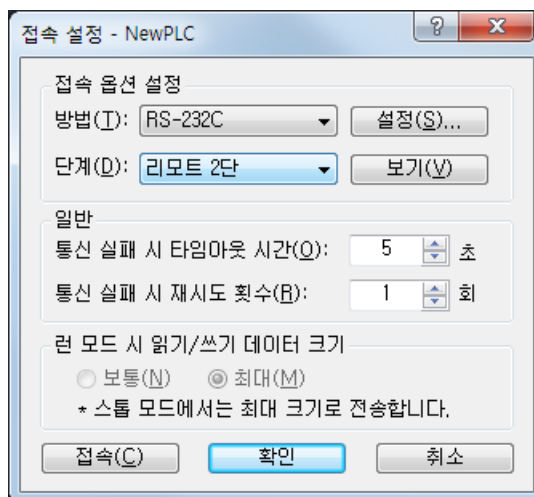 접속 설정 - NewPLC
접속 옵션 설정
방법(T): RS-232C 설정(S)...
단계(D): 리모트 2단 보기(V)
일반
통신 실패 시 타임아웃 시간(O): 5 초
통신 실패 시 재시도 횟수(R): 1 회
런 모드 시 읽기/쓰기 데이터 크기
보통(N) 최대(M)
* 스톱 모드에서는 최대 크기로 전송합니다.
접속(C) 확인 취소